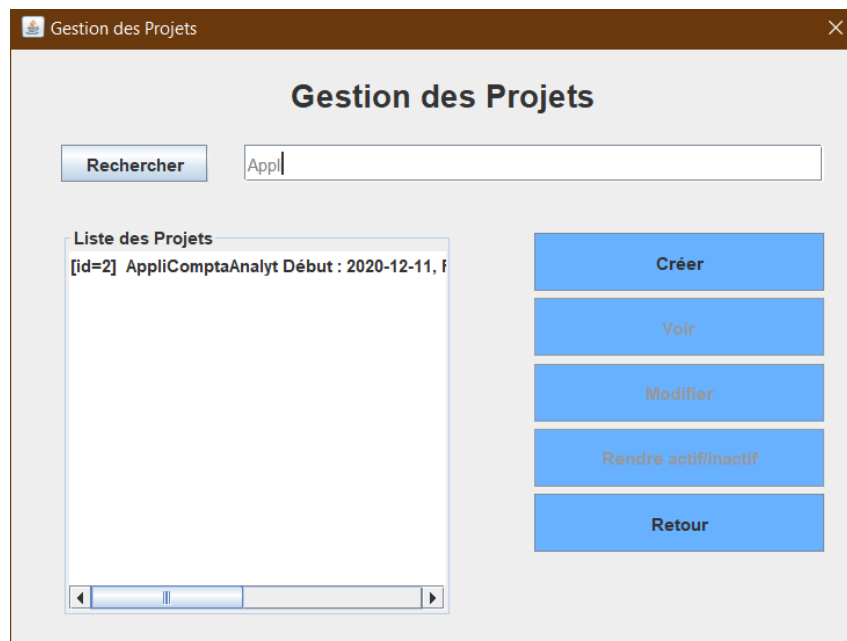 Gestion des Projets
Gestion des Projets
Rechercher
Appl
Liste des Projets
[id=2] AppliComptaAnalyt Début : 2020-12-11,
Créer
Voir
Modifier
Rendre actif/inactif
Retour